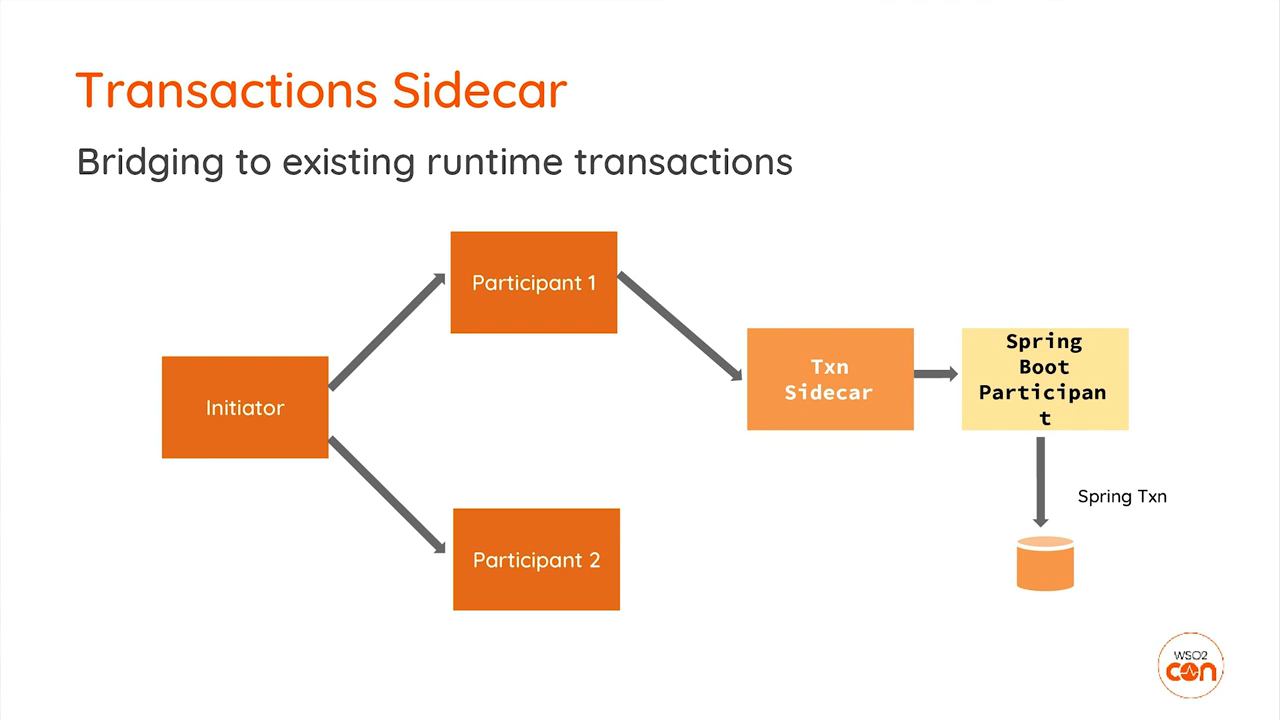 Transactions Sidecar
Bridging to existing runtime transactions
Participant 1
Initiator
Participant 2
Txn
Sidecar
Spring
Boot
Participan
t
Spring Txn
WSO2
con